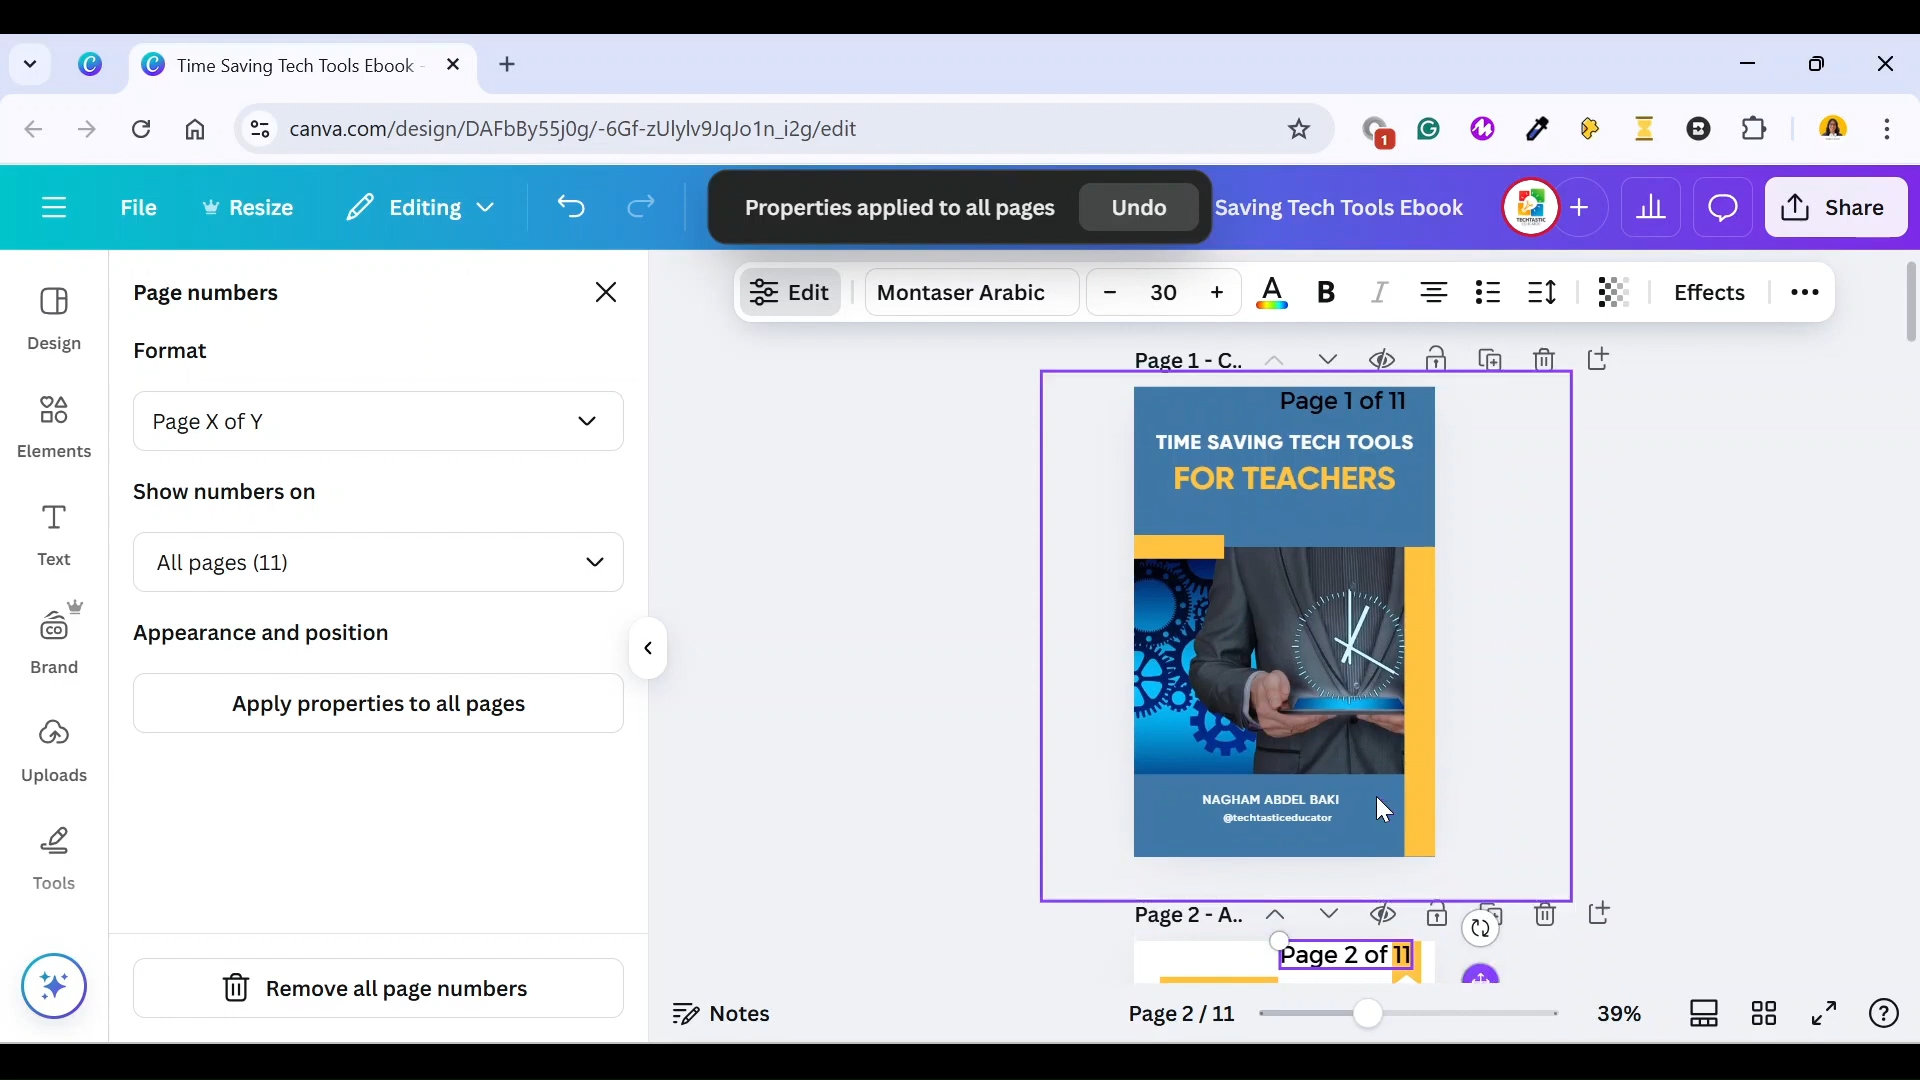 Time Saving Tech Tools Ebook -
canva.com/design/DAFbBy55j0g/-6Gf-zUlylv9JqJo1n_i2g/edit
1
File
Resize
Editing
Properties applied to all pages
Undo
Saving Tech Tools Ebook
Share
Design
Elements
Text
Brand
Uploads
Tools
Page numbers
Format
Page X of Y
Show numbers on
All pages (11)
Appearance and position
Apply properties to all pages
Remove all page numbers
Edit
Montaser Arabic
- 30 +
Effects
Page 1 - C..
Page 1 of 11
TIME SAVING TECH TOOLS
FOR TEACHERS
NAGHAM ABDEL BAKI
@techtasticeducator
Page 2 - A..
Page 2 of 11
Notes
Page 2 / 11
39%